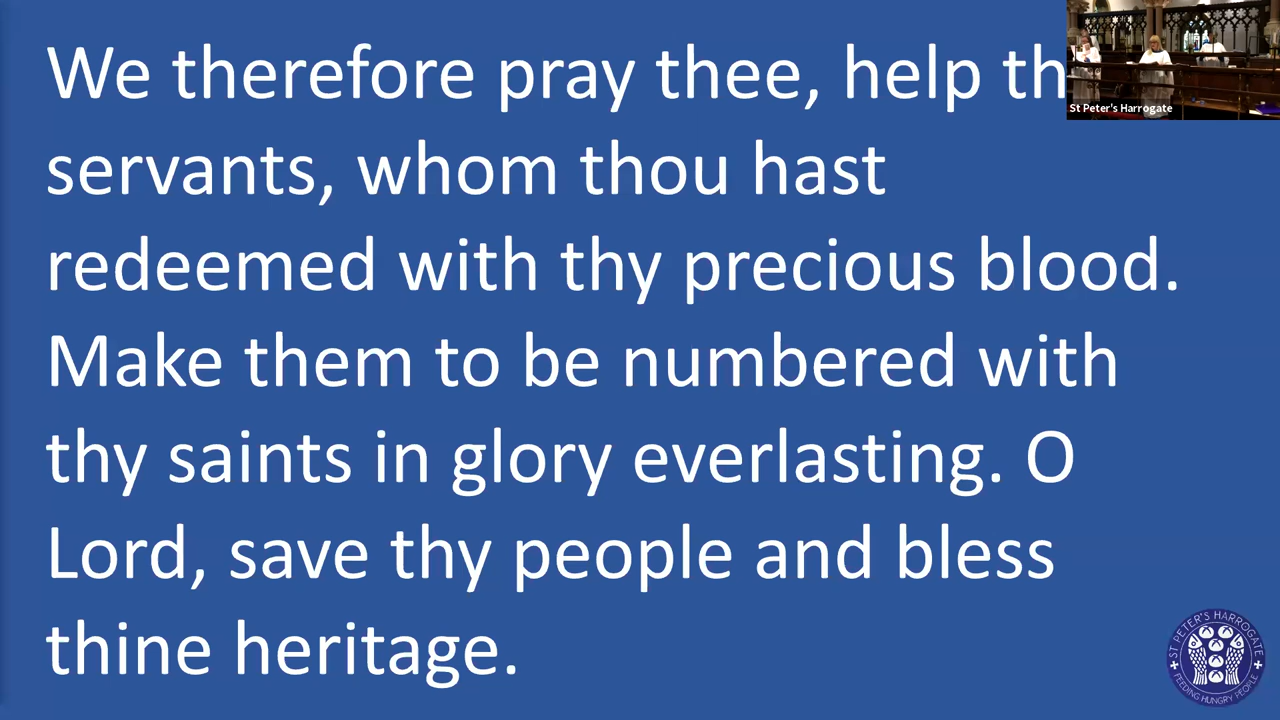 We therefore pray thee, help th
servants, whom thou hast
redeemed with thy precious blood.
Make them to be numbered with
thy saints in glory everlasting. O
Lord, save thy people and bless
thine heritage.
St Peter's Harrogate
ST PETER'S HARROGATE
FEEDING HUNGRY PEOPLE